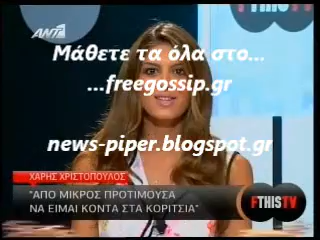 ANT1
Μάθετε τα όλα στο...
...freegossip.gr
news-piper.blogspot.gr
ΧΑΡΗΣ ΧΡΙΣΤΟΠΟΥΛΟΣ
"ΑΠΟ ΜΙΚΡΟΣ ΠΡΟΤΙΜΟΥΣΑ
ΝΑ ΕΙΜΑΙ ΚΟΝΤΑ ΣΤΑ ΚΟΡΙΤΣΙΑ"
FTHISTV